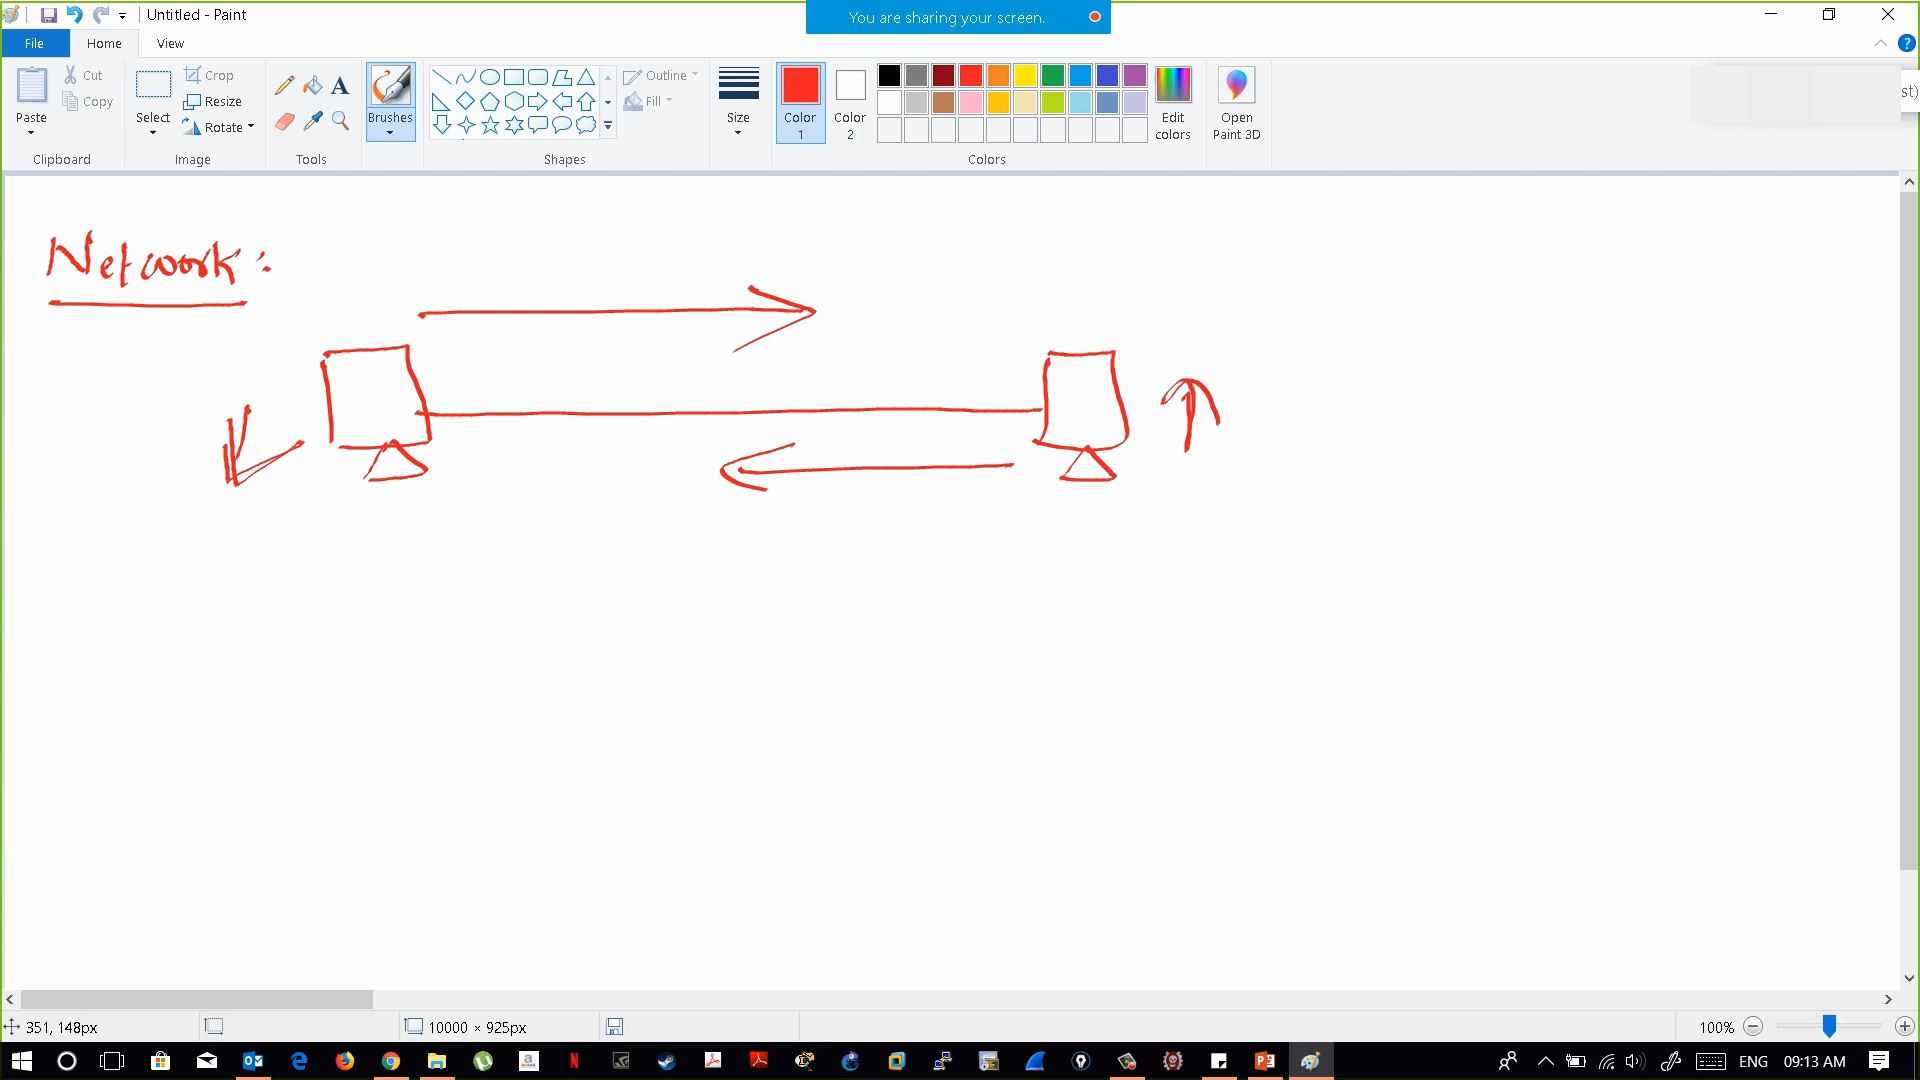 Untitled - Paint
You are sharing your screen.
File Home View
Paste
Cut
Copy
Clipboard
Select
Crop
Resize
Rotate
Image
Tools
Brushes
Shapes
Outline
Fill
Size
Color 1
Color 2
Colors
Edit colors
Open Paint 3D
st)
Network:
351, 148px
10000 × 925px
100%
ENG
09:13 AM